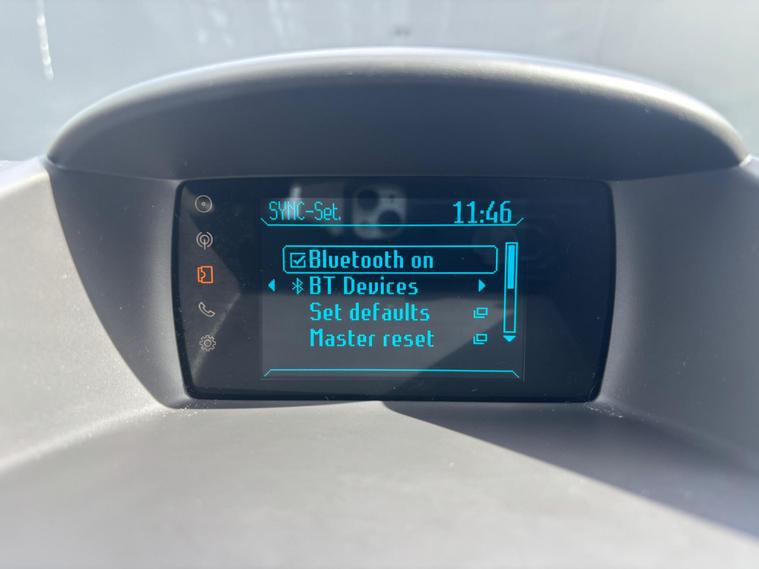 SYNC-Set.
11:46
Bluetooth on
BT Devices
Set defaults
Master reset